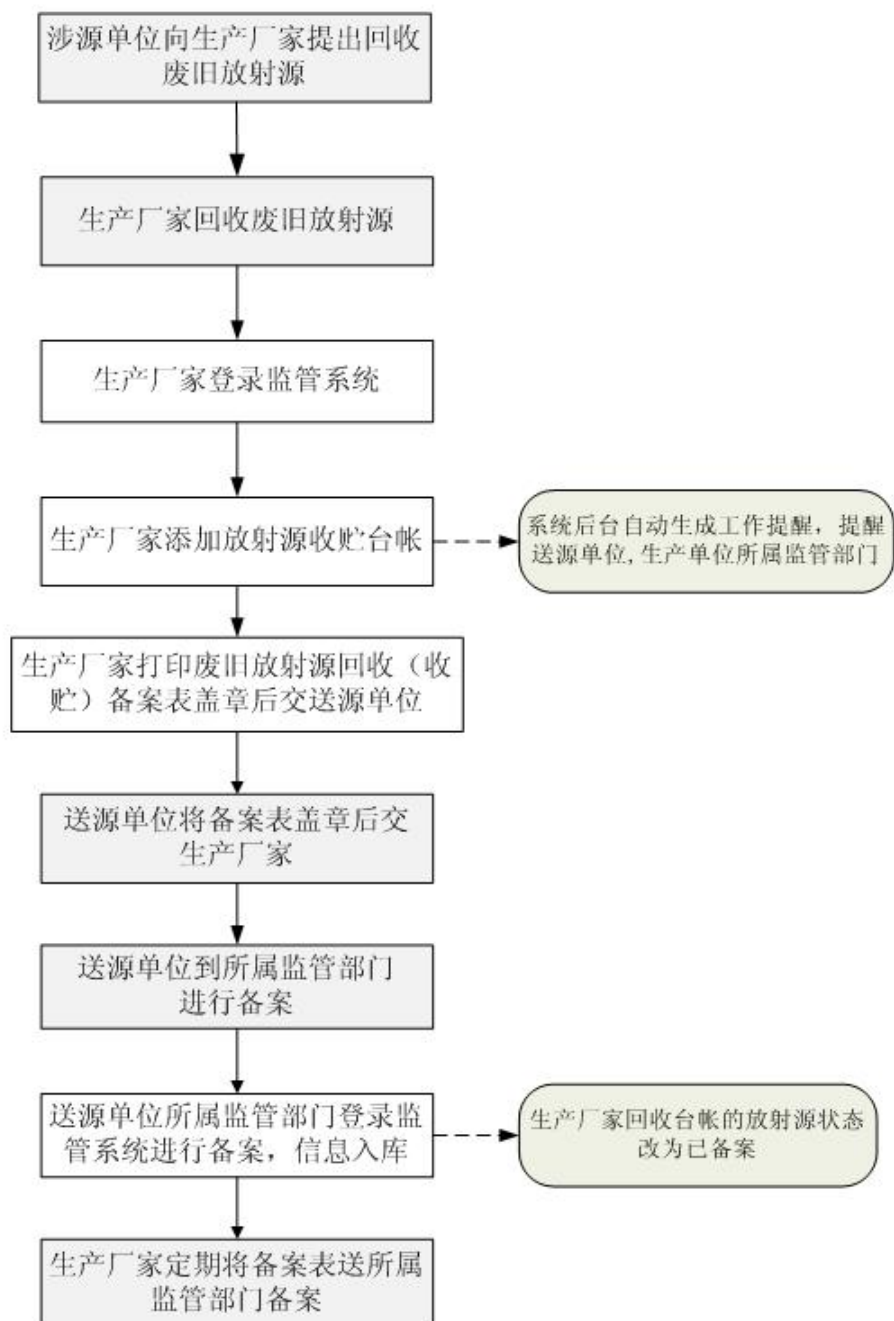 涉源单位向生产厂家提出回收
废旧放射源
生产厂家回收废旧放射源
生产厂家登录监管系统
生产厂家添加放射源收贮台帐
系统后台自动生成工作提醒，提醒
送源单位,生产单位所属监管部门
生产厂家打印废旧放射源回收（收
贮）备案表盖章后交送源单位
送源单位将备案表盖章后交
生产厂家
送源单位到所属监管部门
进行备案
送源单位所属监管部门登录监
管系统进行备案，信息入库
生产厂家回收台帐的放射源状态
改为已备案
生产厂家定期将备案表送所属
监管部门备案